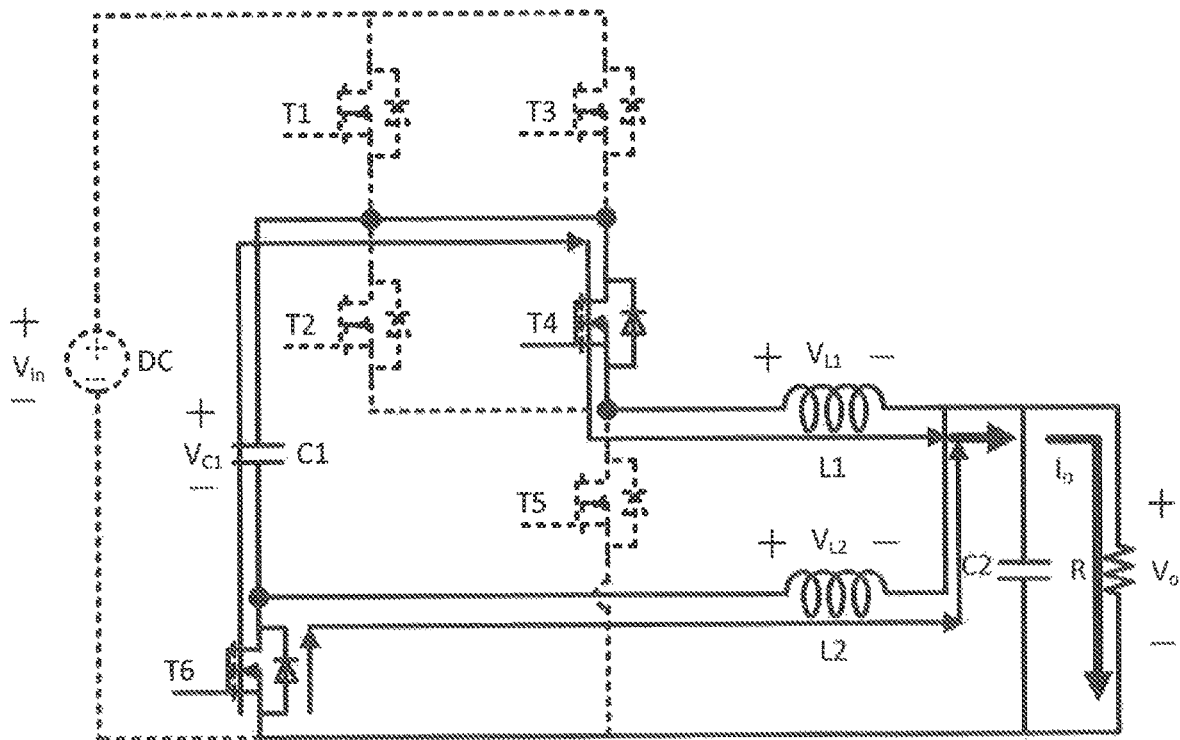 T1
T3
T2
T4
+
Vin
—
+
−−
DC
+
VL1
—
+
VC1
—
C1
L1
Io
T5
+
VL2
—
C2
R
+
Vo
—
L2
T6